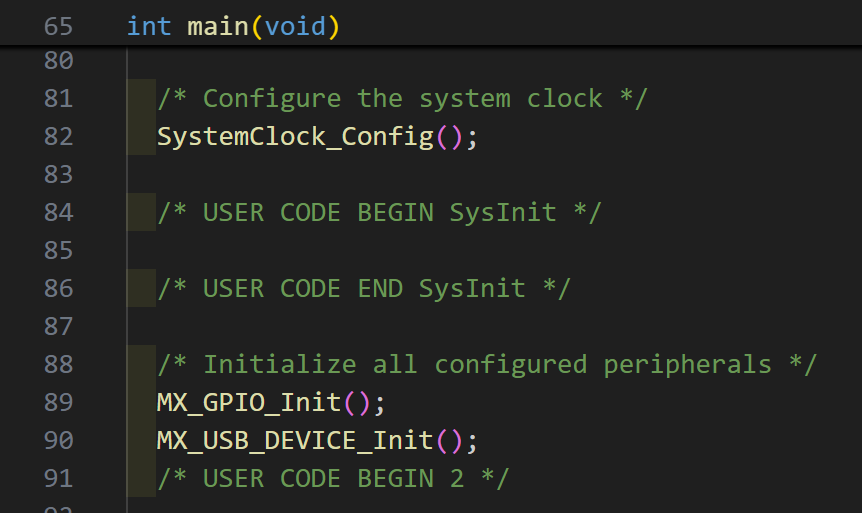 65 int main(void)
80
81 /* Configure the system clock */
82 SystemClock_Config();
83
84 /* USER CODE BEGIN SysInit */
85
86 /* USER CODE END SysInit */
87
88 /* Initialize all configured peripherals */
89 MX_GPIO_Init();
90 MX_USB_DEVICE_Init();
91 /* USER CODE BEGIN 2 */